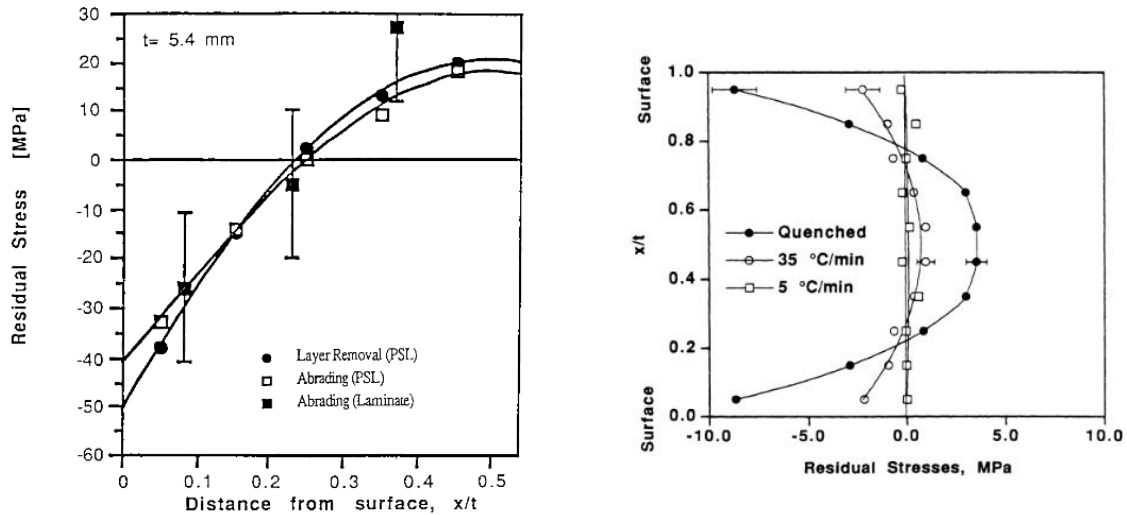 30
20
10
0
-10
-20
-30
-40
-50
-60
Residual Stress [MPa]
t= 5.4 mm
Layer Removal (PSL)
Abrading (PSL)
Abrading (Laminate)
0 0.1 0.2 0.3 0.4 0.5
Distance from surface, x/t
Surface
x/t
Surface
1.0
0.8
0.6
0.4
0.2
0.0
Quenched
35 °C/min
5 °C/min
-10.0 -5.0 0.0 5.0 10.0
Residual Stresses, MPa